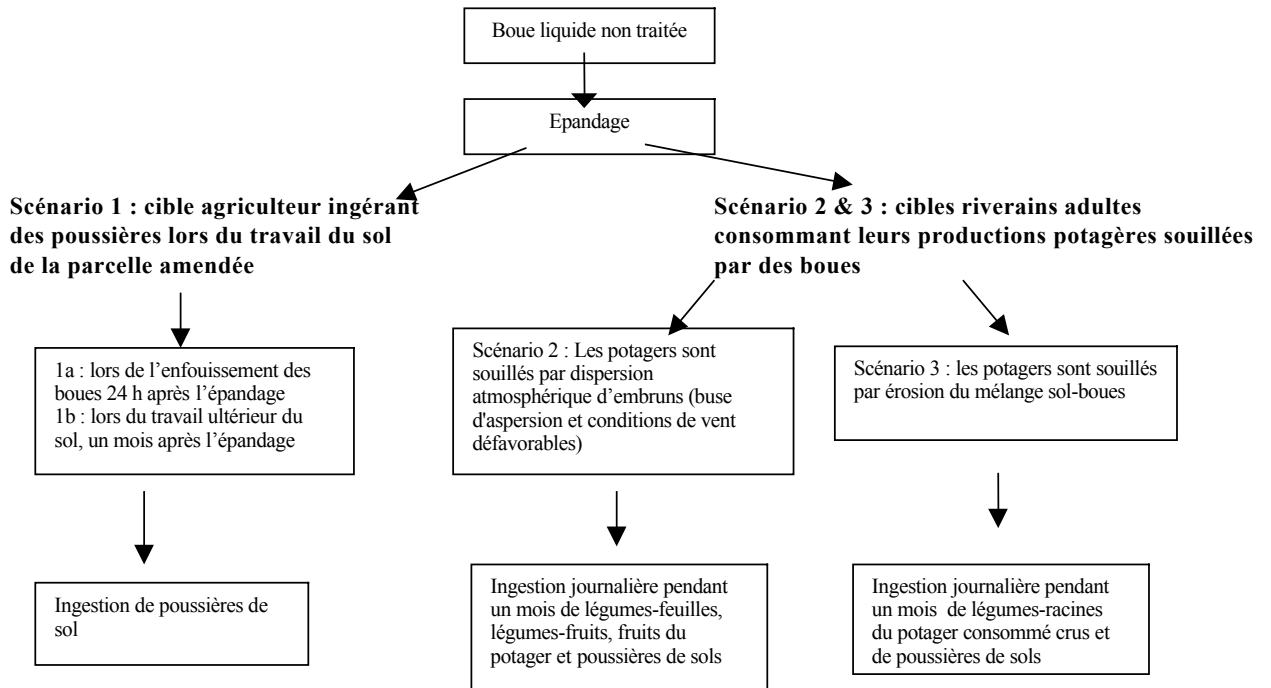 Boue liquide non traitée
Epandage
Scénario 1 : cible agriculteur ingérant
des poussières lors du travail du sol
de la parcelle amendée
Scénario 2 & 3 : cibles riverains adultes
consommant leurs productions potagères souillées
par des boues
1a : lors de l’enfouissement des
boues 24 h après l’épandage
1b : lors du travail ultérieur du
sol, un mois après l’épandage
Scénario 2 : Les potagers sont
souillés par dispersion
atmosphérique d’embruns (buse
d'aspersion et conditions de vent
défavorables)
Scénario 3 : les potagers sont souillés
par érosion du mélange sol-boues
Ingestion de poussières de
sol
Ingestion journalière pendant
un mois de légumes-feuilles,
légumes-fruits, fruits du
potager et poussières de sols
Ingestion journalière pendant
un mois de légumes-racines
du potager consommé crus et
de poussières de sols